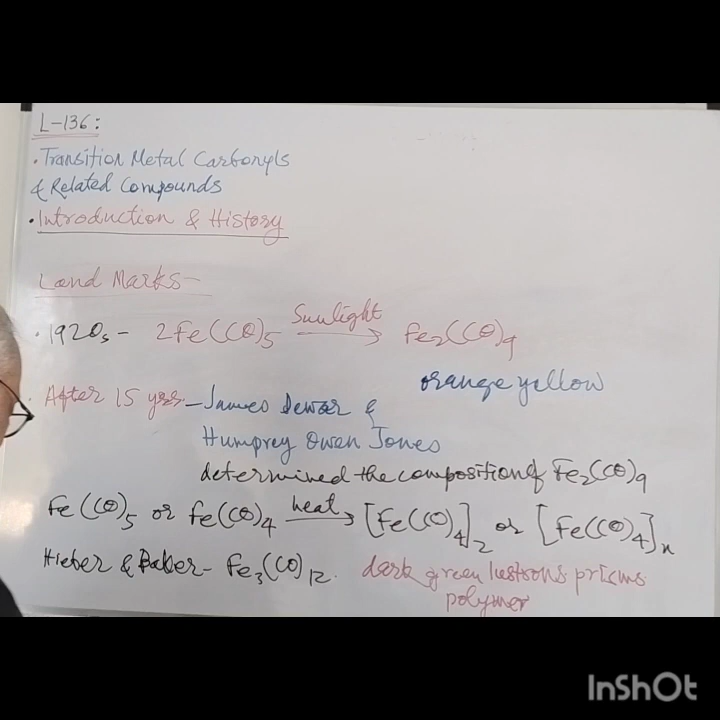 L-136:
• Transition Metal Carbonyls
& Related Compounds
• Introduction & History
Land Marks-
• 1920s - 2Fe(CO)5 Sunlight → Fe2(CO)9
orange yellow
• After 15 yrs - James Dewar &
Humprey Owen Jones
determined the composition of Fe2(CO)9
Fe(CO)5 or Fe(CO)4 heat → [Fe(CO)4]2 or [Fe(CO)4]n
Hieber & - Fe3(CO)12. dark green lustrous prisms
polymer
InShOt